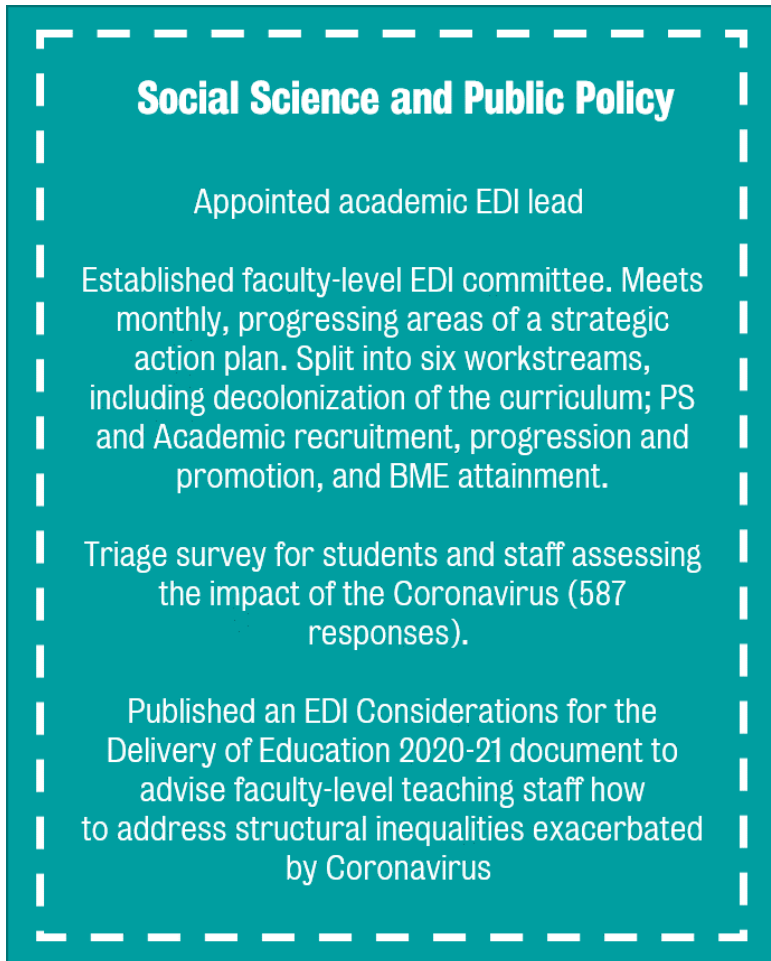 Social Science and Public Policy
Appointed academic EDI lead
Established faculty-level EDI committee. Meets
monthly, progressing areas of a strategic
action plan. Split into six workstreams,
including decolonization of the curriculum; PS
and Academic recruitment, progression and
promotion, and BME attainment.
Triage survey for students and staff assessing
the impact of the Coronavirus (587
responses).
Published an EDI Considerations for the
Delivery of Education 2020-21 document to
advise faculty-level teaching staff how
to address structural inequalities exacerbated
by Coronavirus